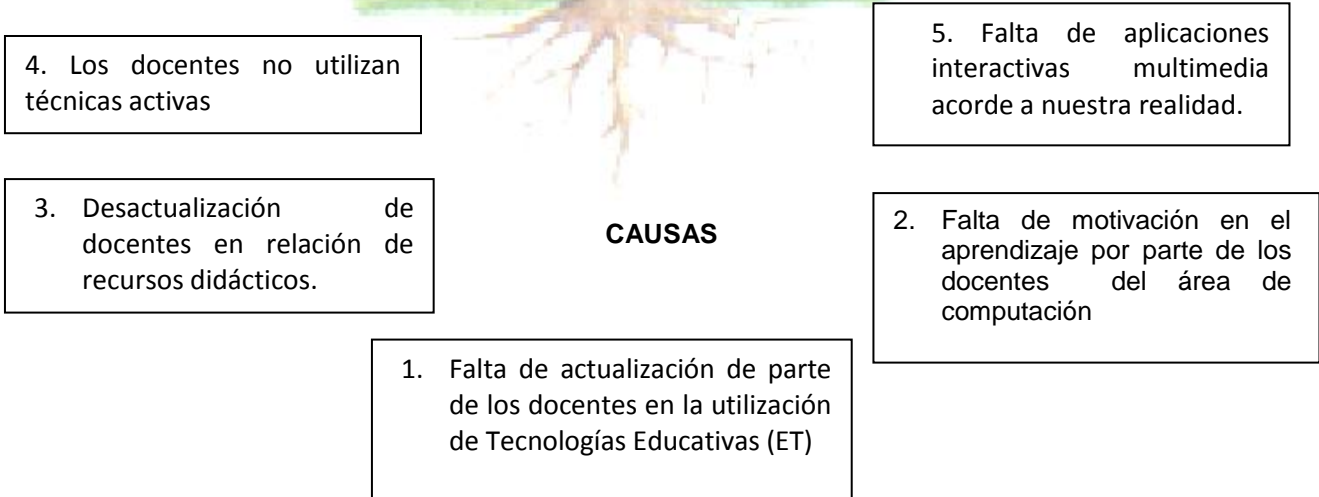 4. Los docentes no utilizan
técnicas activas
5. Falta de aplicaciones
interactivas multimedia
acorde a nuestra realidad.
3. Desactualización de
docentes en relación de
recursos didácticos.
CAUSAS
2. Falta de motivación en el
aprendizaje por parte de los
docentes del área de
computación
1. Falta de actualización de parte
de los docentes en la utilización
de Tecnologías Educativas (ET)